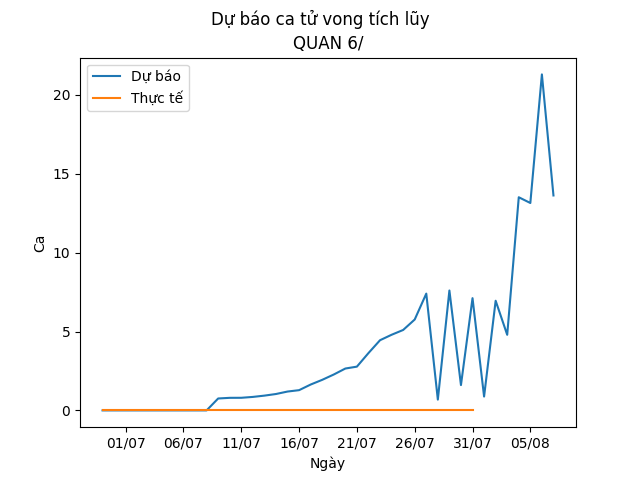 Dự báo ca tử vong tích lũy
QUAN 6/
Dự báo
Thực tế
Ca
20
15
10
5
0
01/07 06/07 11/07 16/07 21/07 26/07 31/07 05/08
Ngày